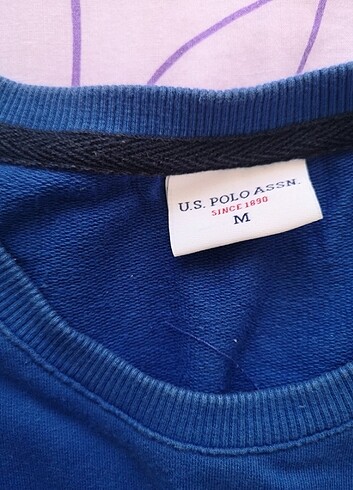 U.S. POLO ASSN.
SINCE 1890
M